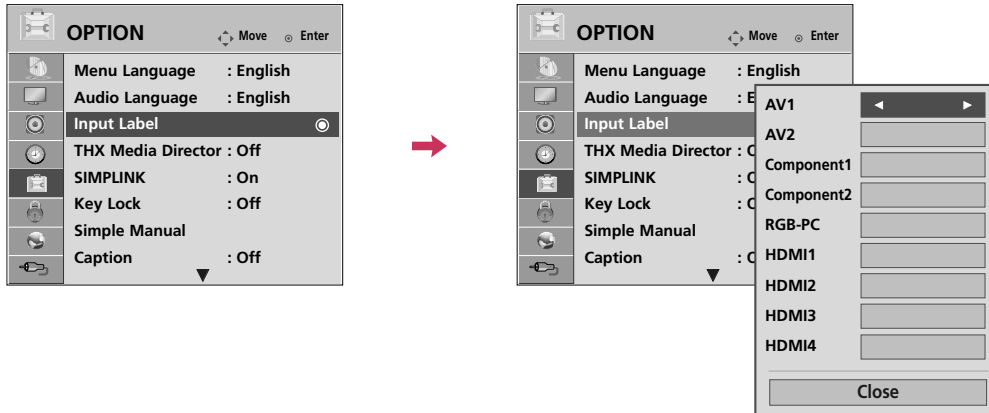 OPTION
Move Enter
Menu Language : English
Audio Language : English
Input Label
THX Media Director : Off
SIMPLINK : On
Key Lock : Off
Simple Manual
Caption : Off
OPTION
Move Enter
Menu Language : English
Audio Language : E
Input Label
THX Media Director :
SIMPLINK :
Key Lock :
Simple Manual
Caption :
AV1
AV2
Component1
Component2
RGB-PC
HDMI1
HDMI2
HDMI3
HDMI4
Close